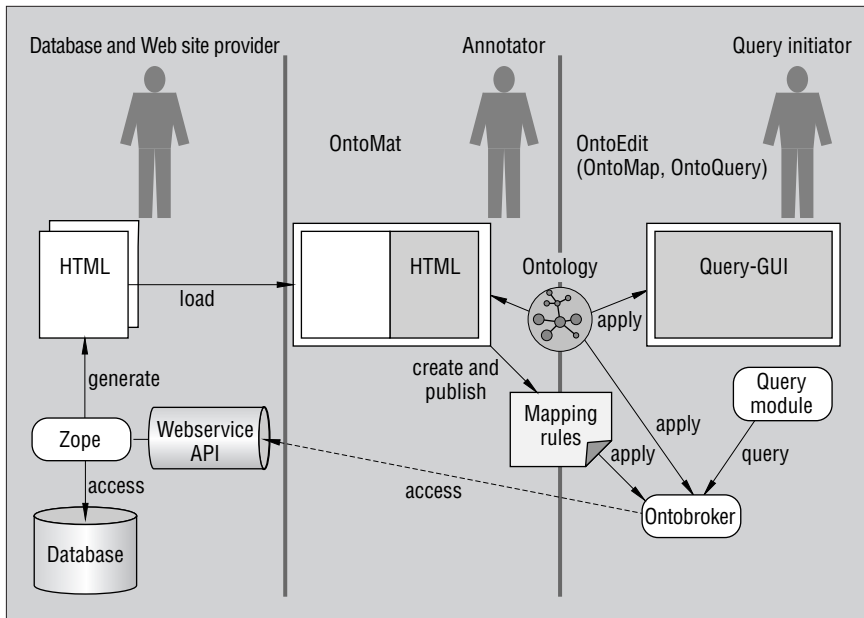 Database and Web site provider
Annotator
Query initiator
OntoMat
OntoEdit
(OntoMap, OntoQuery)
HTML
load
HTML
Ontology
apply
Query-GUI
generate
create and
publish
Mapping
rules
Query
module
Zope
Webservice
API
apply
apply
query
access
access
Ontobroker
Database